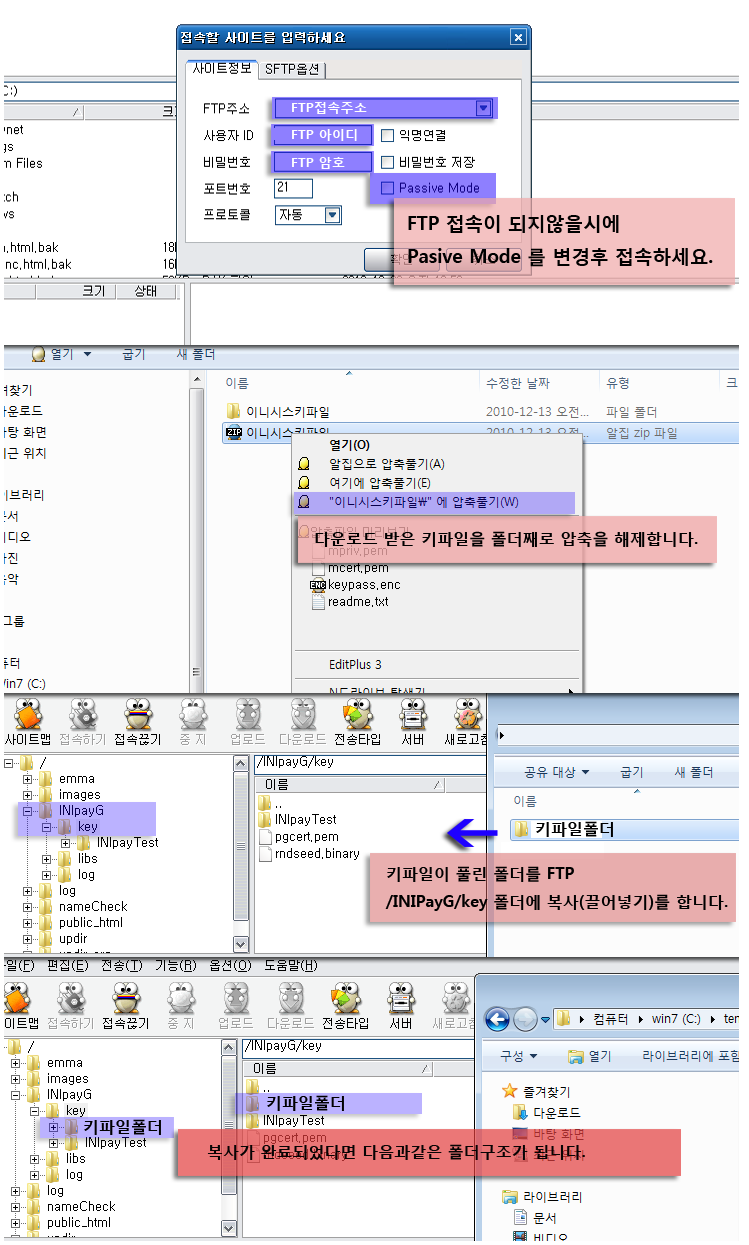 접속할 사이트를 입력하세요
사이트정보 SFTP옵션
FTP주소 FTP접속주소
사용자 ID FTP 아이디 익명연결
비밀번호 FTP 암호 비밀번호 저장
포트번호 21 Passive Mode
프로토콜 자동
FTP 접속이 되지않을시에
Pasive Mode 를 변경후 접속하세요.
C:)
m Files
html,bak 18
nc,html,bak 16
크기 상태
열기 굽기 새 폴더
이름 수정한 날짜 유형 크
이니시스키파일 2010-12-13 오전... 파일 폴더
이니시스키파일 2010-12-13 오전... 알집 zip 파일
겨찾기
다운로드
바탕 화면
최근 위치
이브러리
문서
비디오
사진
음악
그룹
퓨터
Win7 (C:)
열기(O)
알집으로 압축풀기(A)
여기에 압축풀기(E)
"이니시스키파일₩" 에 압축풀기(W)
압축파일 미리보기
다운로드 받은 키파일을 폴더째로 압축을 해제합니다.
mpriv,pem
mcert,pem
keypass,enc
readme,txt
EditPlus 3
사이트맵 접속하기 접속끊기 중 지 업로드 다운로드 전송타입 서버 새로고침
/
emma
images
INIpayG
key
INIpayTest
libs
log
log
nameCheck
public_html
updir
/INIpayG/key
이름
..
INIpayTest
pgcert,pem
rndseed,binary
공유 대상 굽기 새 폴더
이름
키파일폴더
키파일이 풀린 폴더를 FTP
/INIPayG/key 폴더에 복사(끌어넣기)를 합니다.
일(F) 편집(E) 전송(T) 기능(R) 옵션(O) 도움말(H)
이트맵 접속하기 접속끊기 중 지 업로드 다운로드 전송타입 서버 새로고
/
emma
images
INIpayG
key
키파일폴더
INIpayTest
libs
log
log
nameCheck
public_html
/INIpayG/key
이름
..
키파일폴더
INIpayTest
pgcert,pem
복사가 완료되었다면 다음과같은 폴더구조가 됩니다.
컴퓨터 win7 (C:) ten
구성 열기 라이브러리에 포함
즐겨찾기
다운로드
바탕 화면
라이브러리
문서
비디오